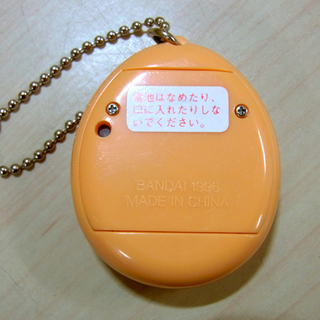 電池はなめたり、
口に入れたりしな
いでください。
BANDAI 1996
MADE IN CHINA